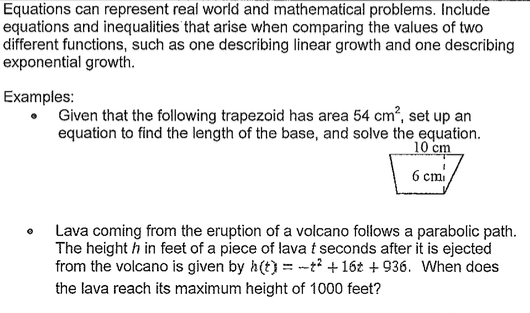 Equations can represent real world and mathematical problems. Include
equations and inequalities that arise when comparing the values of two
different functions, such as one describing linear growth and one describing
exponential growth.
Examples:
• Given that the following trapezoid has area 54 cm², set up an
equation to find the length of the base, and solve the equation.
10 cm
6 cm
• Lava coming from the eruption of a volcano follows a parabolic path.
The height h in feet of a piece of lava t seconds after it is ejected
from the volcano is given by h(t) = −t² + 16t + 936. When does
the lava reach its maximum height of 1000 feet?